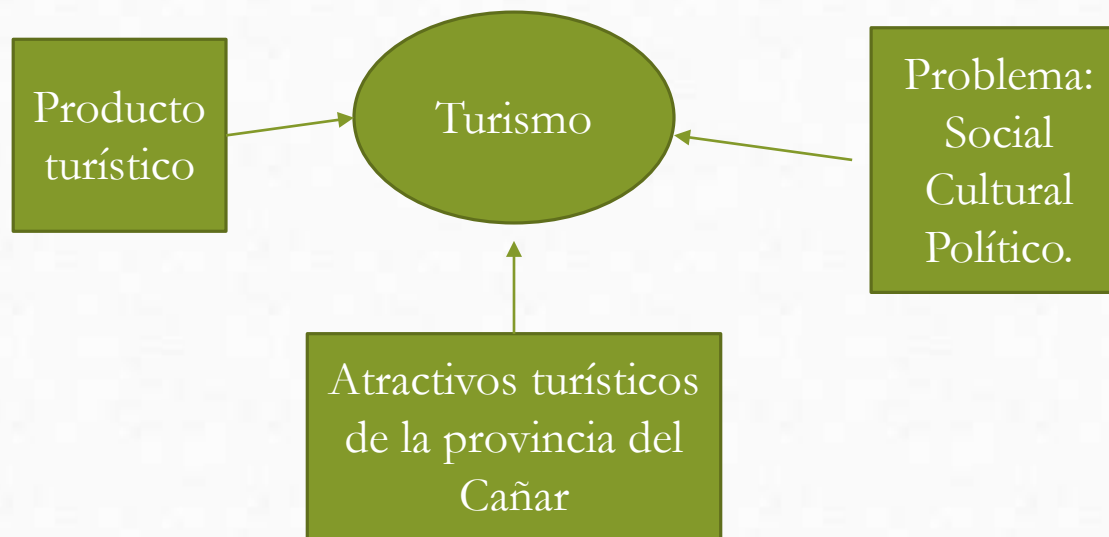 Producto
turístico
Turismo
Problema:
Social
Cultural
Político.
Atractivos turísticos
de la provincia del
Cañar